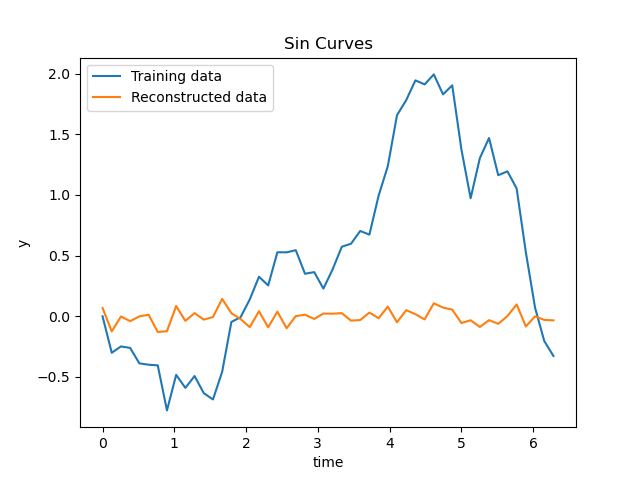 Sin Curves
Training data
Reconstructed data
2.0
1.5
1.0
0.5
0.0
−0.5
y
0 1 2 3 4 5 6
time